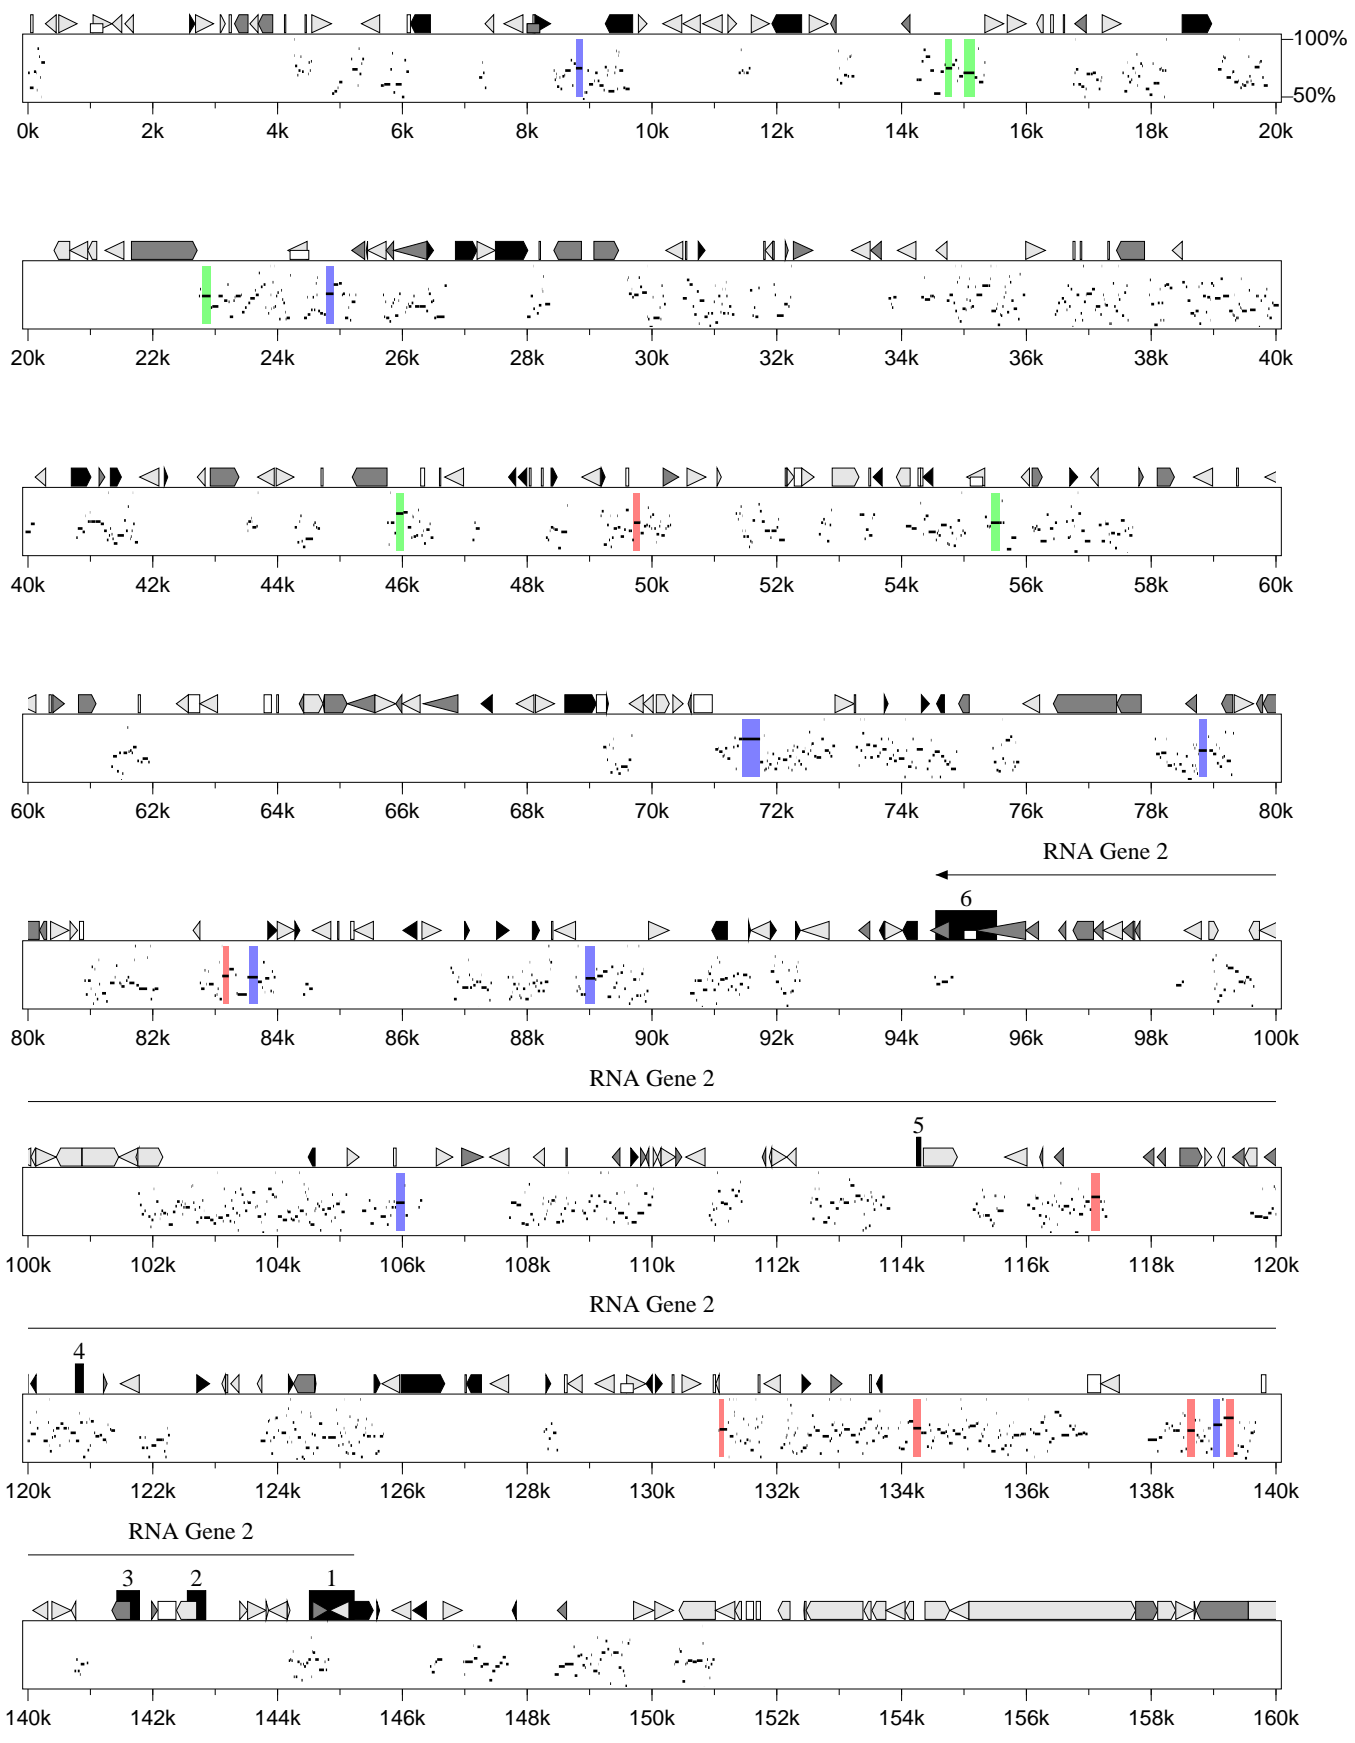 100%
50%
0k 2k 4k 6k 8k 10k 12k 14k 16k 18k 20k
20k 22k 24k 26k 28k 30k 32k 34k 36k 38k 40k
40k 42k 44k 46k 48k 50k 52k 54k 56k 58k 60k
60k 62k 64k 66k 68k 70k 72k 74k 76k 78k 80k
RNA Gene 2
6
80k 82k 84k 86k 88k 90k 92k 94k 96k 98k 100k
RNA Gene 2
5
100k 102k 104k 106k 108k 110k 112k 114k 116k 118k 120k
RNA Gene 2
4
120k 122k 124k 126k 128k 130k 132k 134k 136k 138k 140k
RNA Gene 2
3 2 1
140k 142k 144k 146k 148k 150k 152k 154k 156k 158k 160k